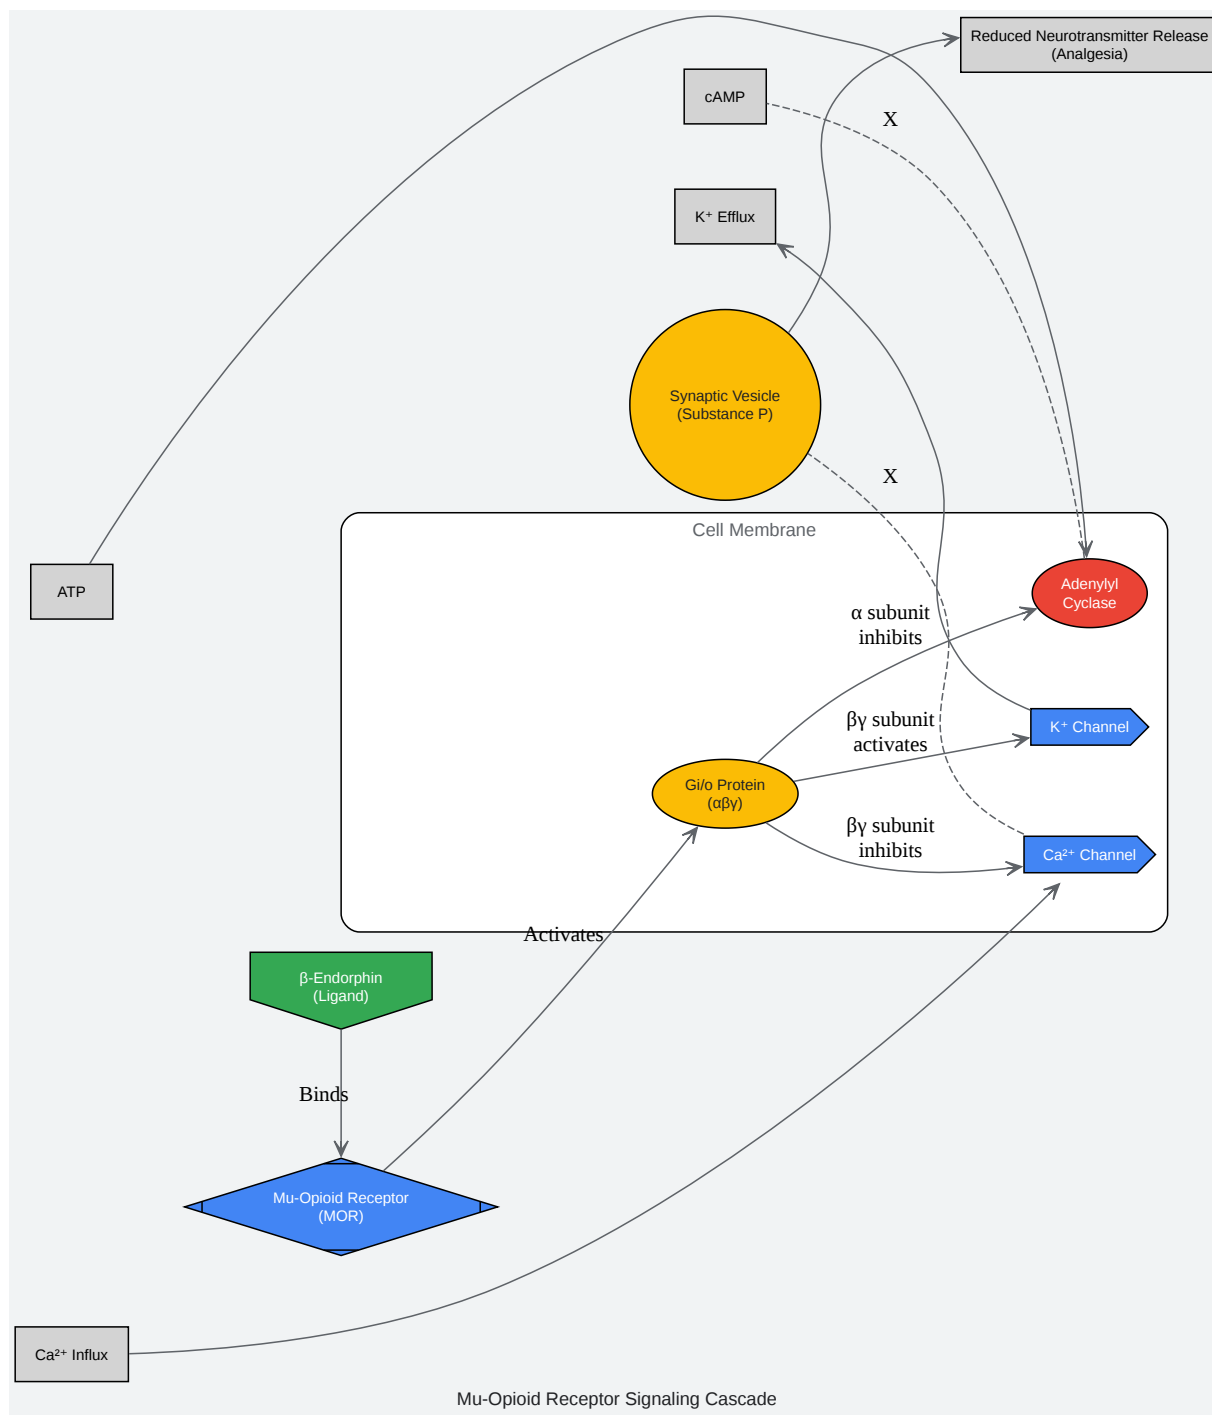 Reduced Neurotransmitter Release
(Analgesia)
cAMP
X
K⁺ Efflux
Synaptic Vesicle
(Substance P)
X
Cell Membrane
ATP
Adenylyl
Cyclase
α subunit
inhibits
βγ subunit
activates
K⁺ Channel
Gi/o Protein
(αβγ)
βγ subunit
inhibits
Ca²⁺ Channel
Activates
β-Endorphin
(Ligand)
Binds
Mu-Opioid Receptor
(MOR)
Ca²⁺ Influx
Mu-Opioid Receptor Signaling Cascade